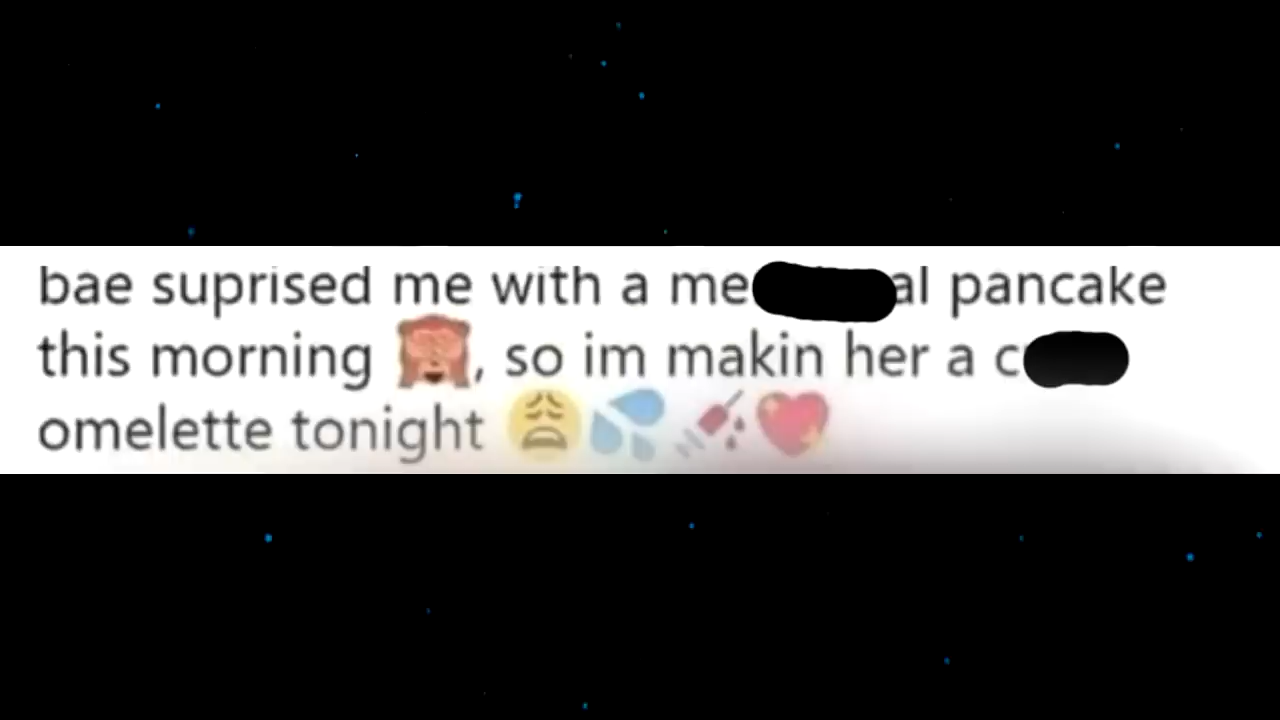 bae suprised me with a me al pancake
this morning 🙈, so im makin her a c
omelette tonight 😩💦💉💖